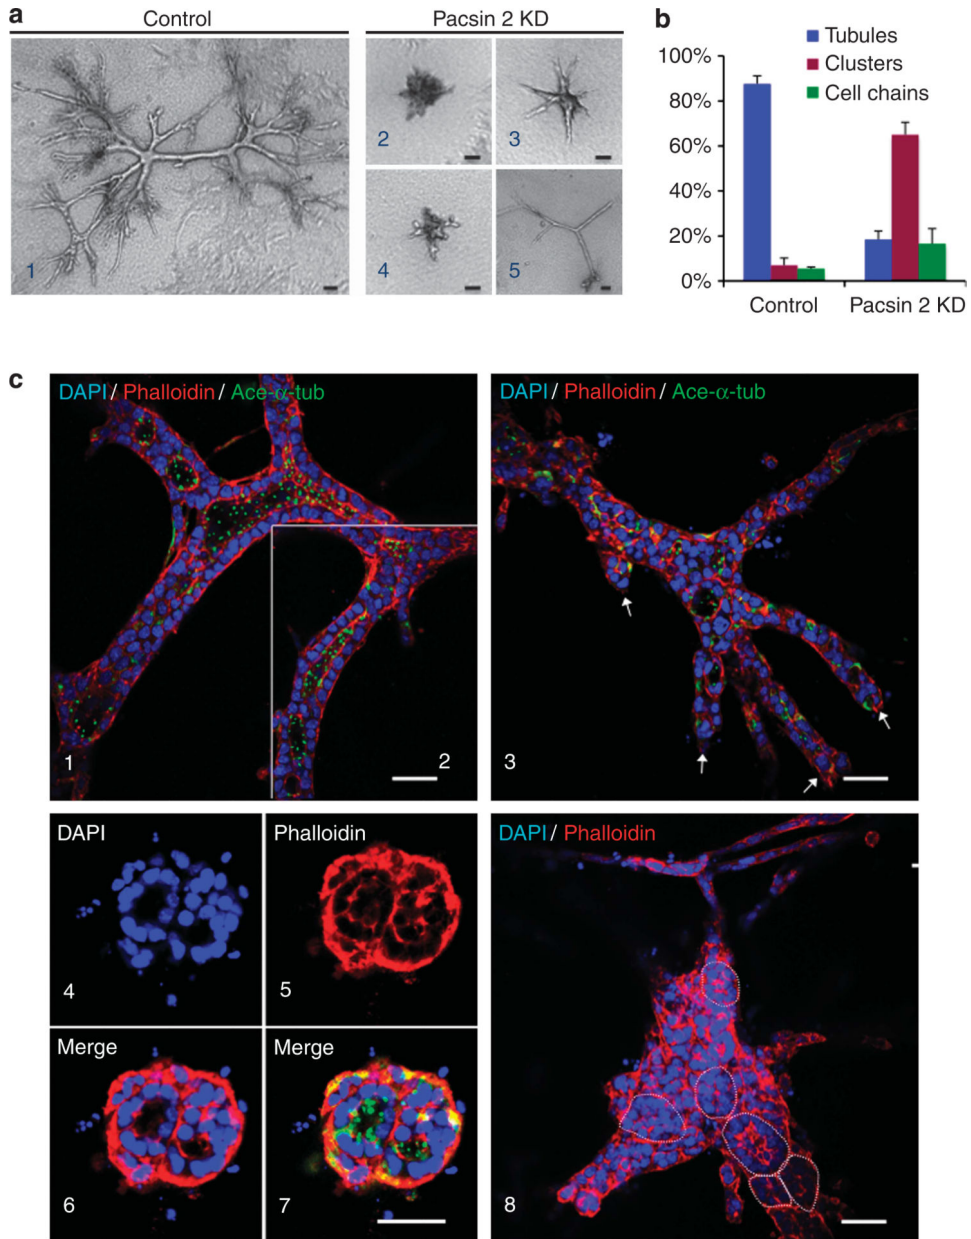 a
Control
Pacsin 2 KD
1
2
3
4
5
b
Tubules
Clusters
Cell chains
100%
80%
60%
40%
20%
0%
Control
Pacsin 2 KD
c
DAPI / Phalloidin / Ace-α-tub
1
2
DAPI / Phalloidin / Ace-α-tub
3
DAPI
4
Phalloidin
5
Merge
6
Merge
7
DAPI / Phalloidin
8